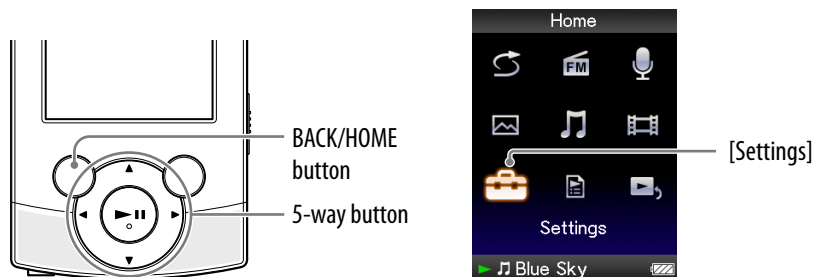 BACK/HOME
button
5-way button
Home
FM
[Settings]
Settings
Blue Sky